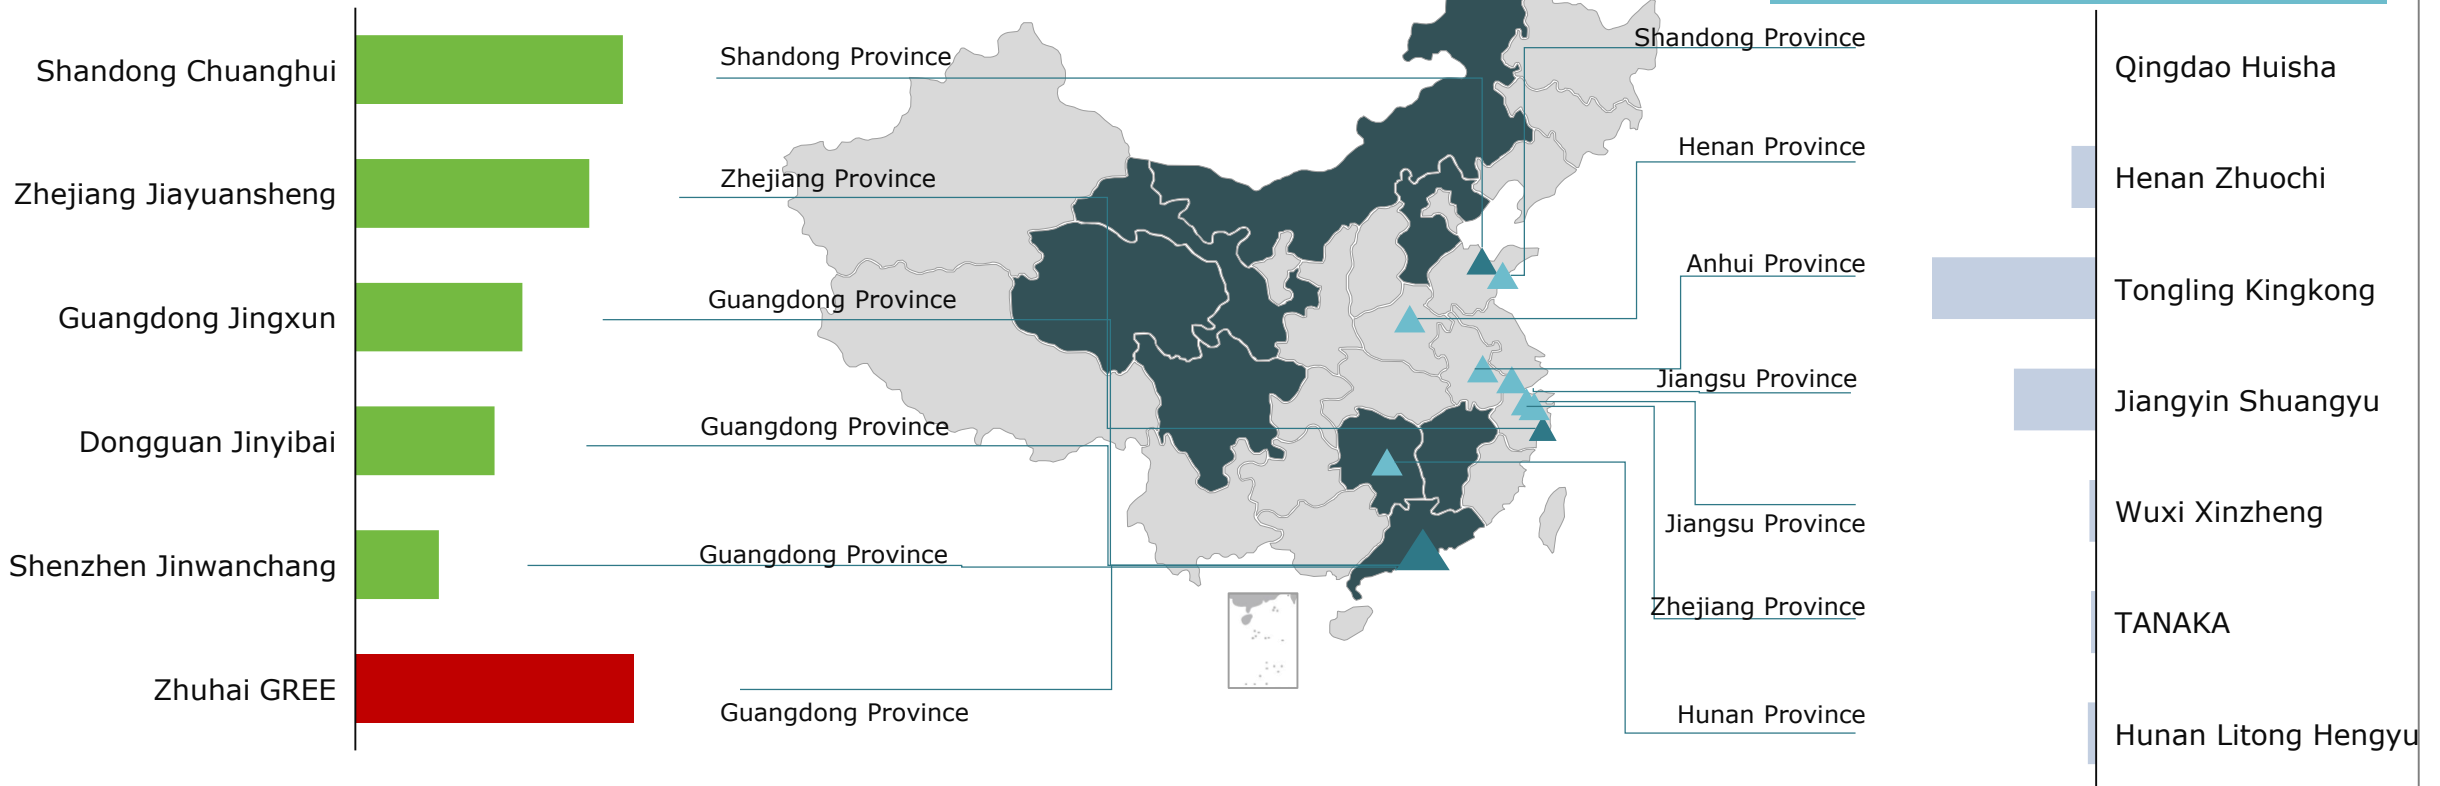 Shandong Chuanghui
Zhejiang Jiayuansheng
Guangdong Jingxun
Dongguan Jinyibai
Shenzhen Jinwanchang
Zhuhai GREE
Shandong Province
Zhejiang Province
Guangdong Province
Guangdong Province
Guangdong Province
Guangdong Province
Shandong Province
Henan Province
Anhui Province
Jiangsu Province
Jiangsu Province
Zhejiang Province
Hunan Province
Qingdao Huisha
Henan Zhuochi
Tongling Kingkong
Jiangyin Shuangyu
Wuxi Xinzheng
TANAKA
Hunan Litong Hengyu